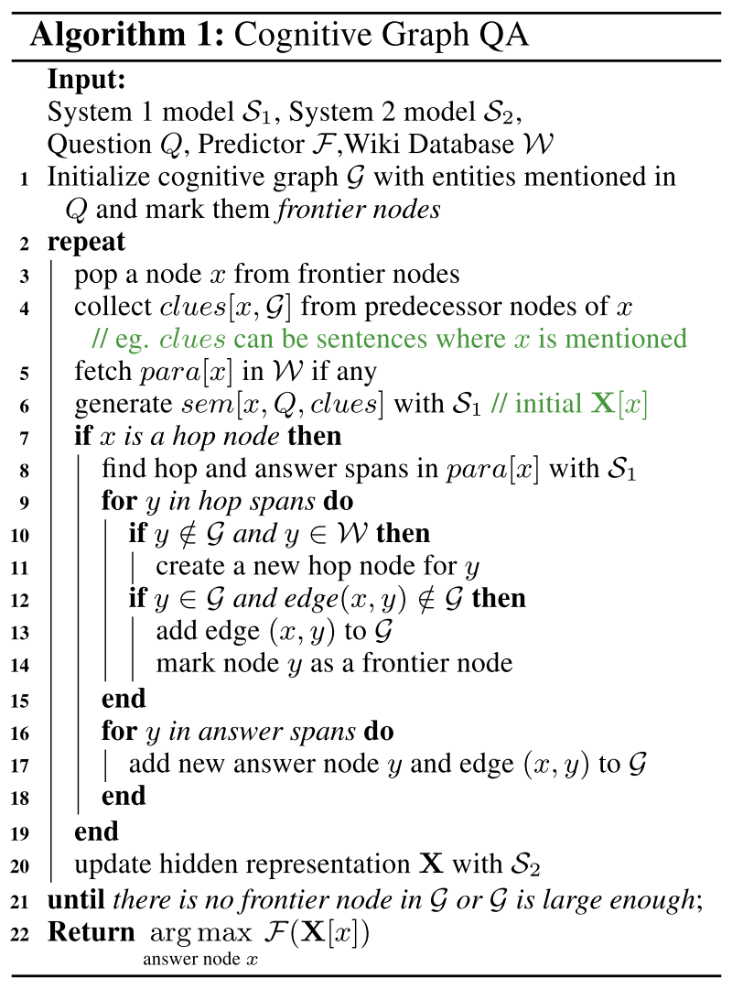 Algorithm 1: Cognitive Graph QA
Input:
System 1 model 𝒮₁, System 2 model 𝒮₂,
Question Q, Predictor ℱ,Wiki Database 𝒲
1 Initialize cognitive graph 𝒢 with entities mentioned in
Q and mark them frontier nodes
2 repeat
3 pop a node x from frontier nodes
4 collect clues[x, 𝒢] from predecessor nodes of x
// eg. clues can be sentences where x is mentioned
5 fetch para[x] in 𝒲 if any
6 generate sem[x, Q, clues] with 𝒮₁ // initial X[x]
7 if x is a hop node then
8 find hop and answer spans in para[x] with 𝒮₁
9 for y in hop spans do
10 if y ∉ 𝒢 and y ∈ 𝒲 then
11 create a new hop node for y
12 if y ∈ 𝒢 and edge(x, y) ∉ 𝒢 then
13 add edge (x, y) to 𝒢
14 mark node y as a frontier node
15 end
16 for y in answer spans do
17 add new answer node y and edge (x, y) to 𝒢
18 end
19 end
20 update hidden representation X with 𝒮₂
21 until there is no frontier node in 𝒢 or 𝒢 is large enough;
22 Return arg max ℱ(X[x])
answer node x